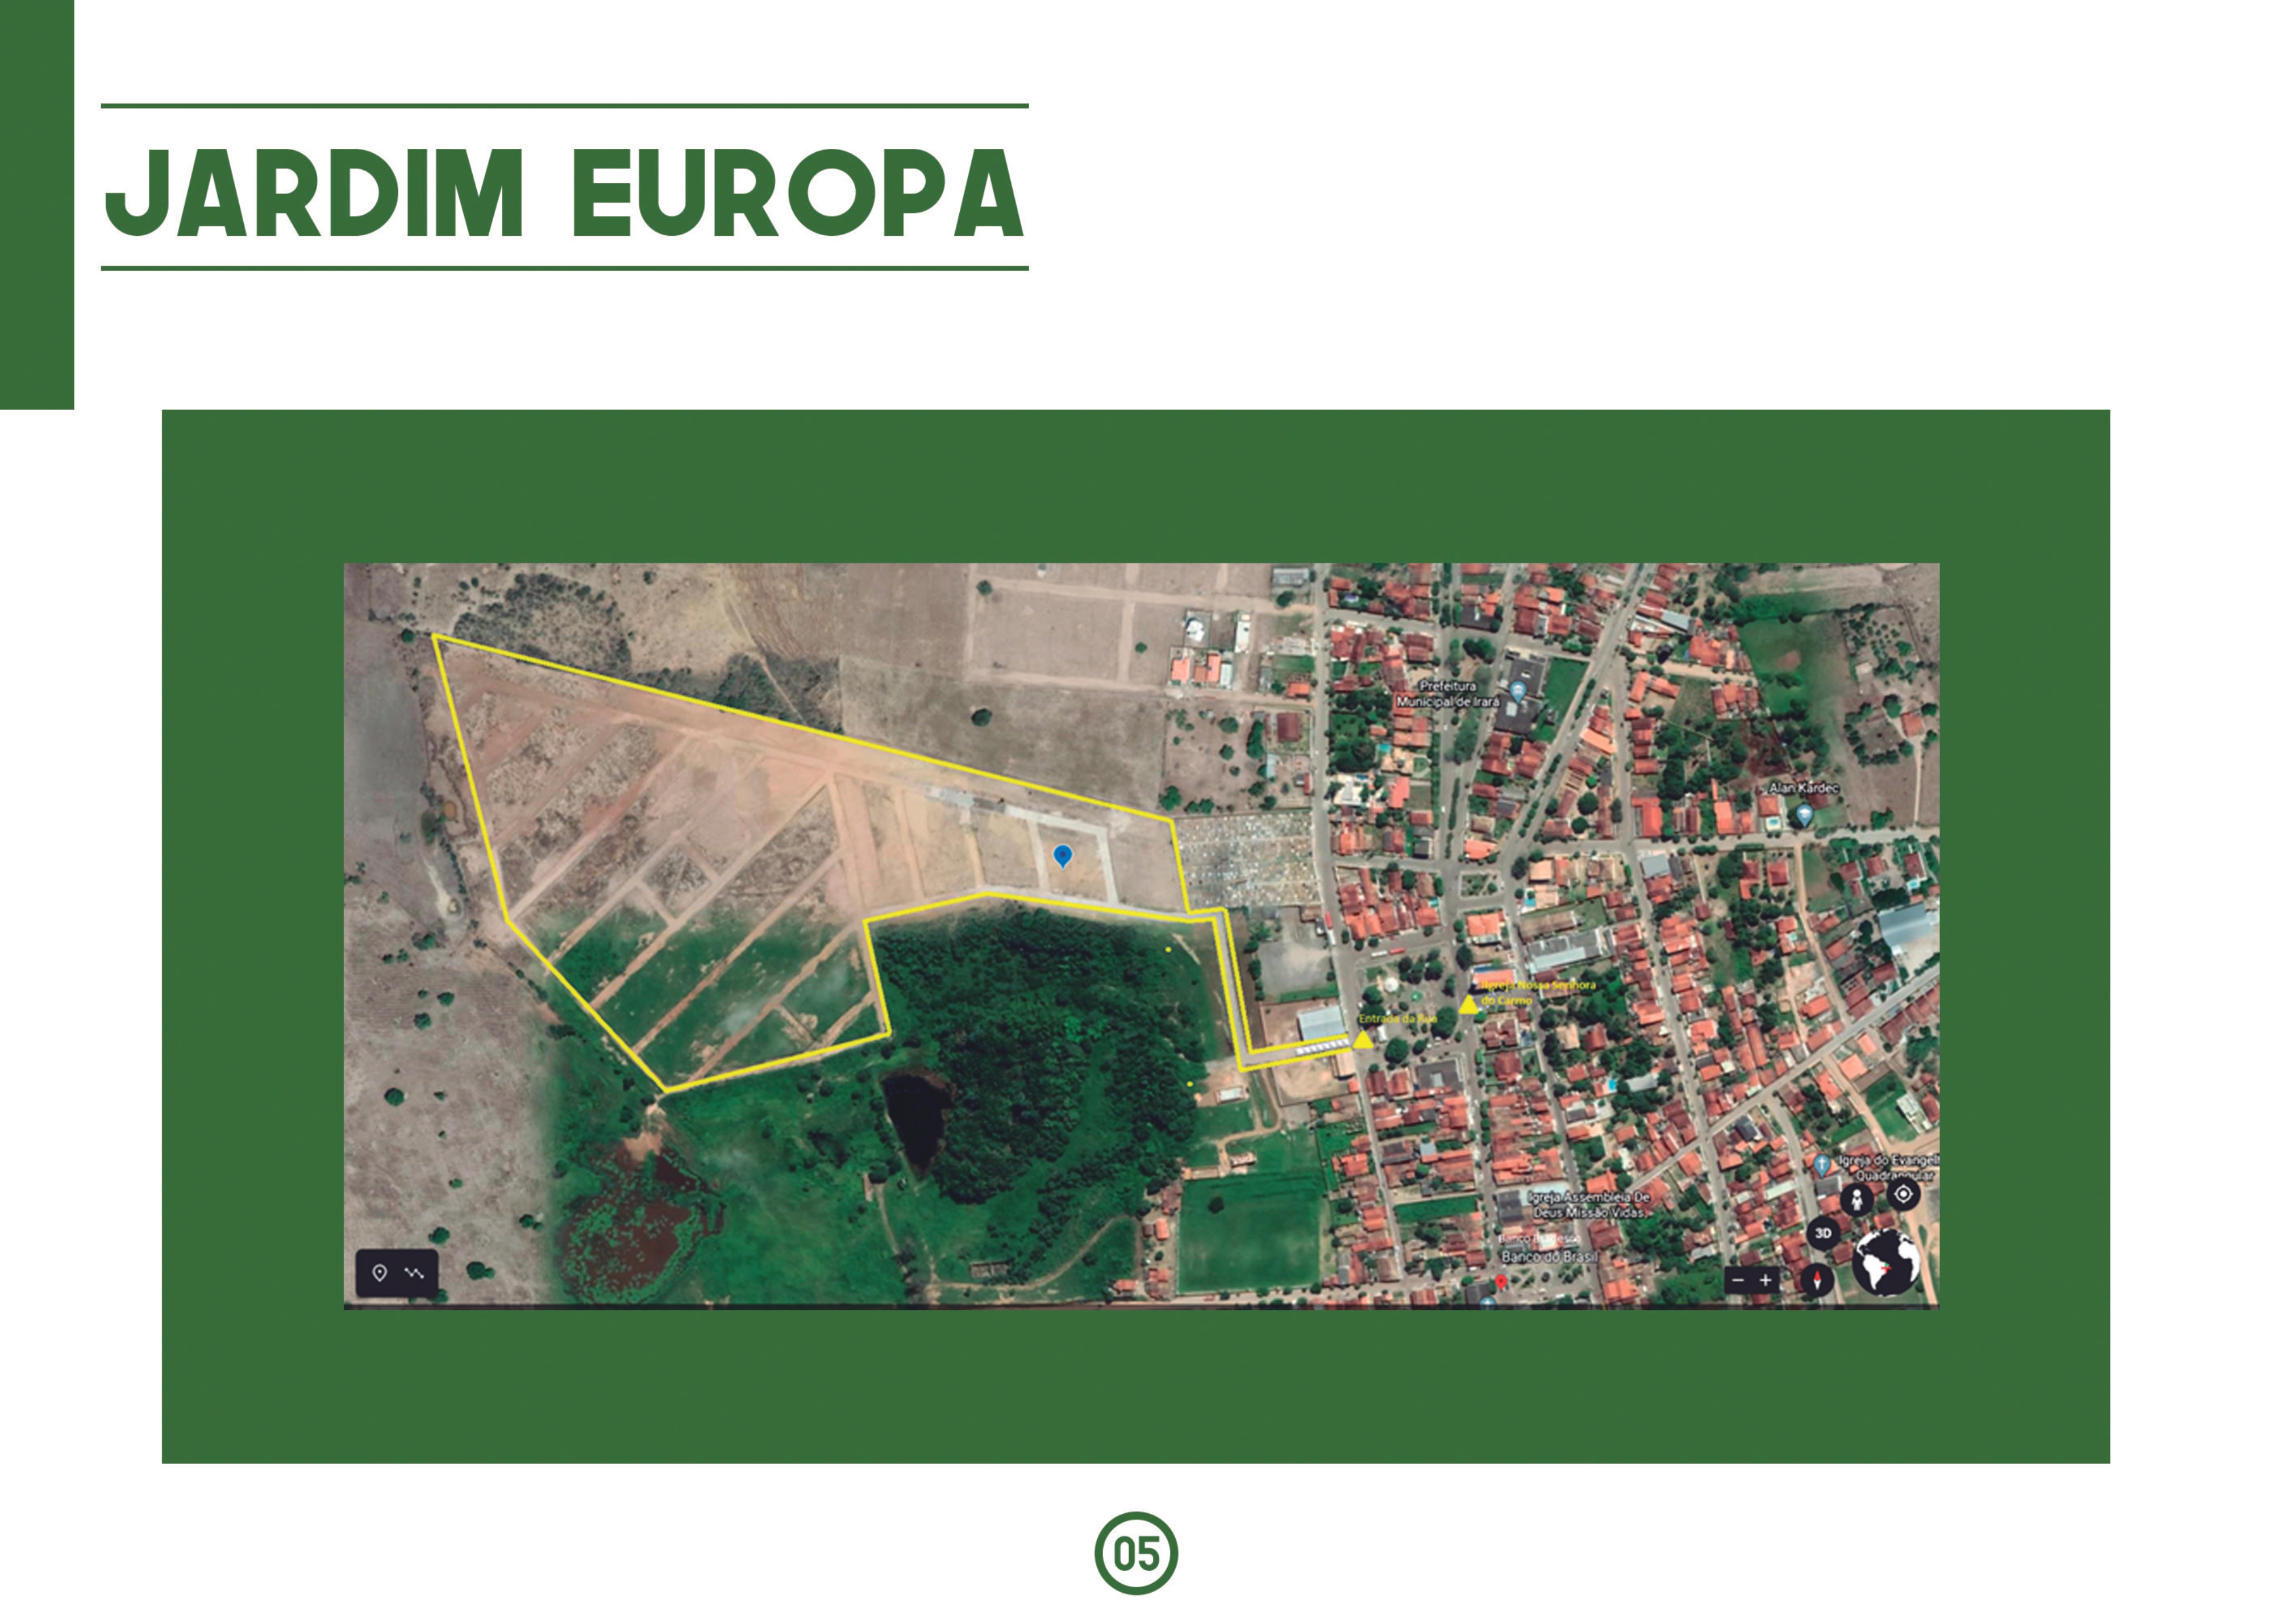 JARDIM EUROPA
Prefeitura
Municipal de Irará
Alan Kardec
Igreja Nossa Senhora
do Carmo
Entrada da Rua
Igreja do Evangelh
Quadrangular
Igreja Assembleia De
Deus Missão Vidas,
Banco Bradesco
Banco do Brasil
3D
05